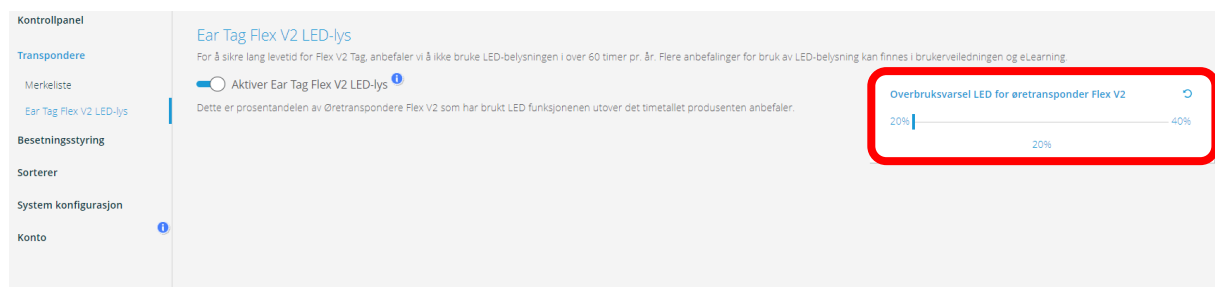 Kontrollpanel
Transpondere
Merkeliste
Ear Tag Flex V2 LED-lys
Besetningsstyring
Sorterer
System konfigurasjon
Konto
Ear Tag Flex V2 LED-lys
For å sikre lang levetid for Flex V2 Tag, anbefaler vi å ikke bruke LED-belysningen i over 60 timer pr. år. Flere anbefalinger for bruk av LED-belysning kan finnes i brukerveiledningen og eLearning.
Aktiver Ear Tag Flex V2 LED-lys
Dette er prosentandelen av Øretranspondere Flex V2 som har brukt LED funksjonenen utover det timetallet produsenten anbefaler.
Overbruksvarsel LED for øretransponder Flex V2
20% 40%
20%